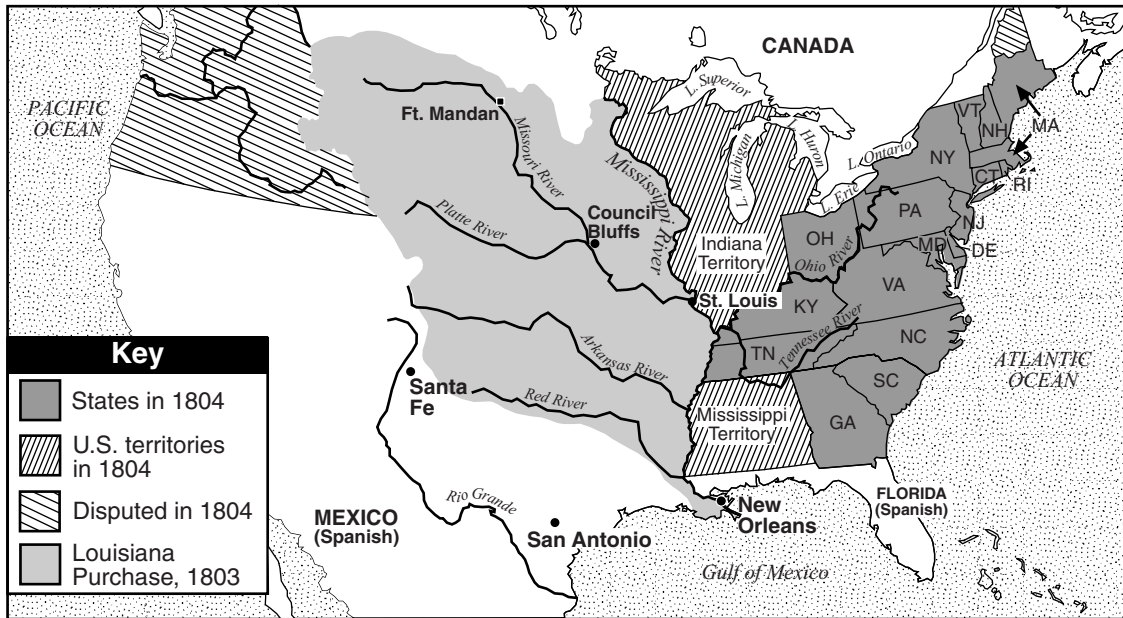 CANADA
PACIFIC
OCEAN
L. Superior
L. Michigan
Huron
L. Ontario
L. Erie
Ft. Mandan
Missouri River
Mississippi River
Platte River
Council
Bluffs
Indiana
Territory
St. Louis
VT
NH
MA
NY
CT
RI
PA
NJ
OH
Ohio River
MD
DE
VA
KY
Tennessee River
TN
NC
SC
GA
Mississippi
Territory
ATLANTIC
OCEAN
Arkansas River
Red River
Santa
Fe
Rio Grande
MEXICO
(Spanish)
San Antonio
New
Orleans
FLORIDA
(Spanish)
Gulf of Mexico
Key
States in 1804
U.S. territories
in 1804
Disputed in 1804
Louisiana
Purchase, 1803